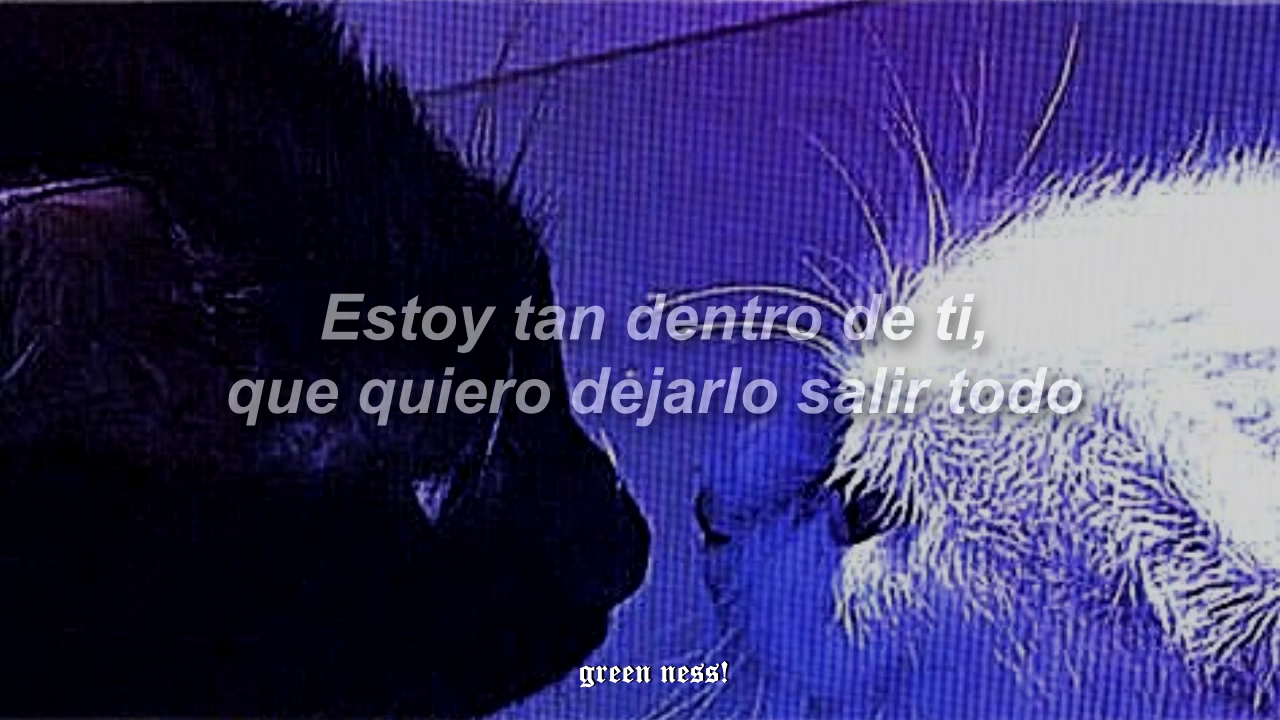 Estoy tan dentro de ti,
que quiero dejarlo salir todo
green ness!